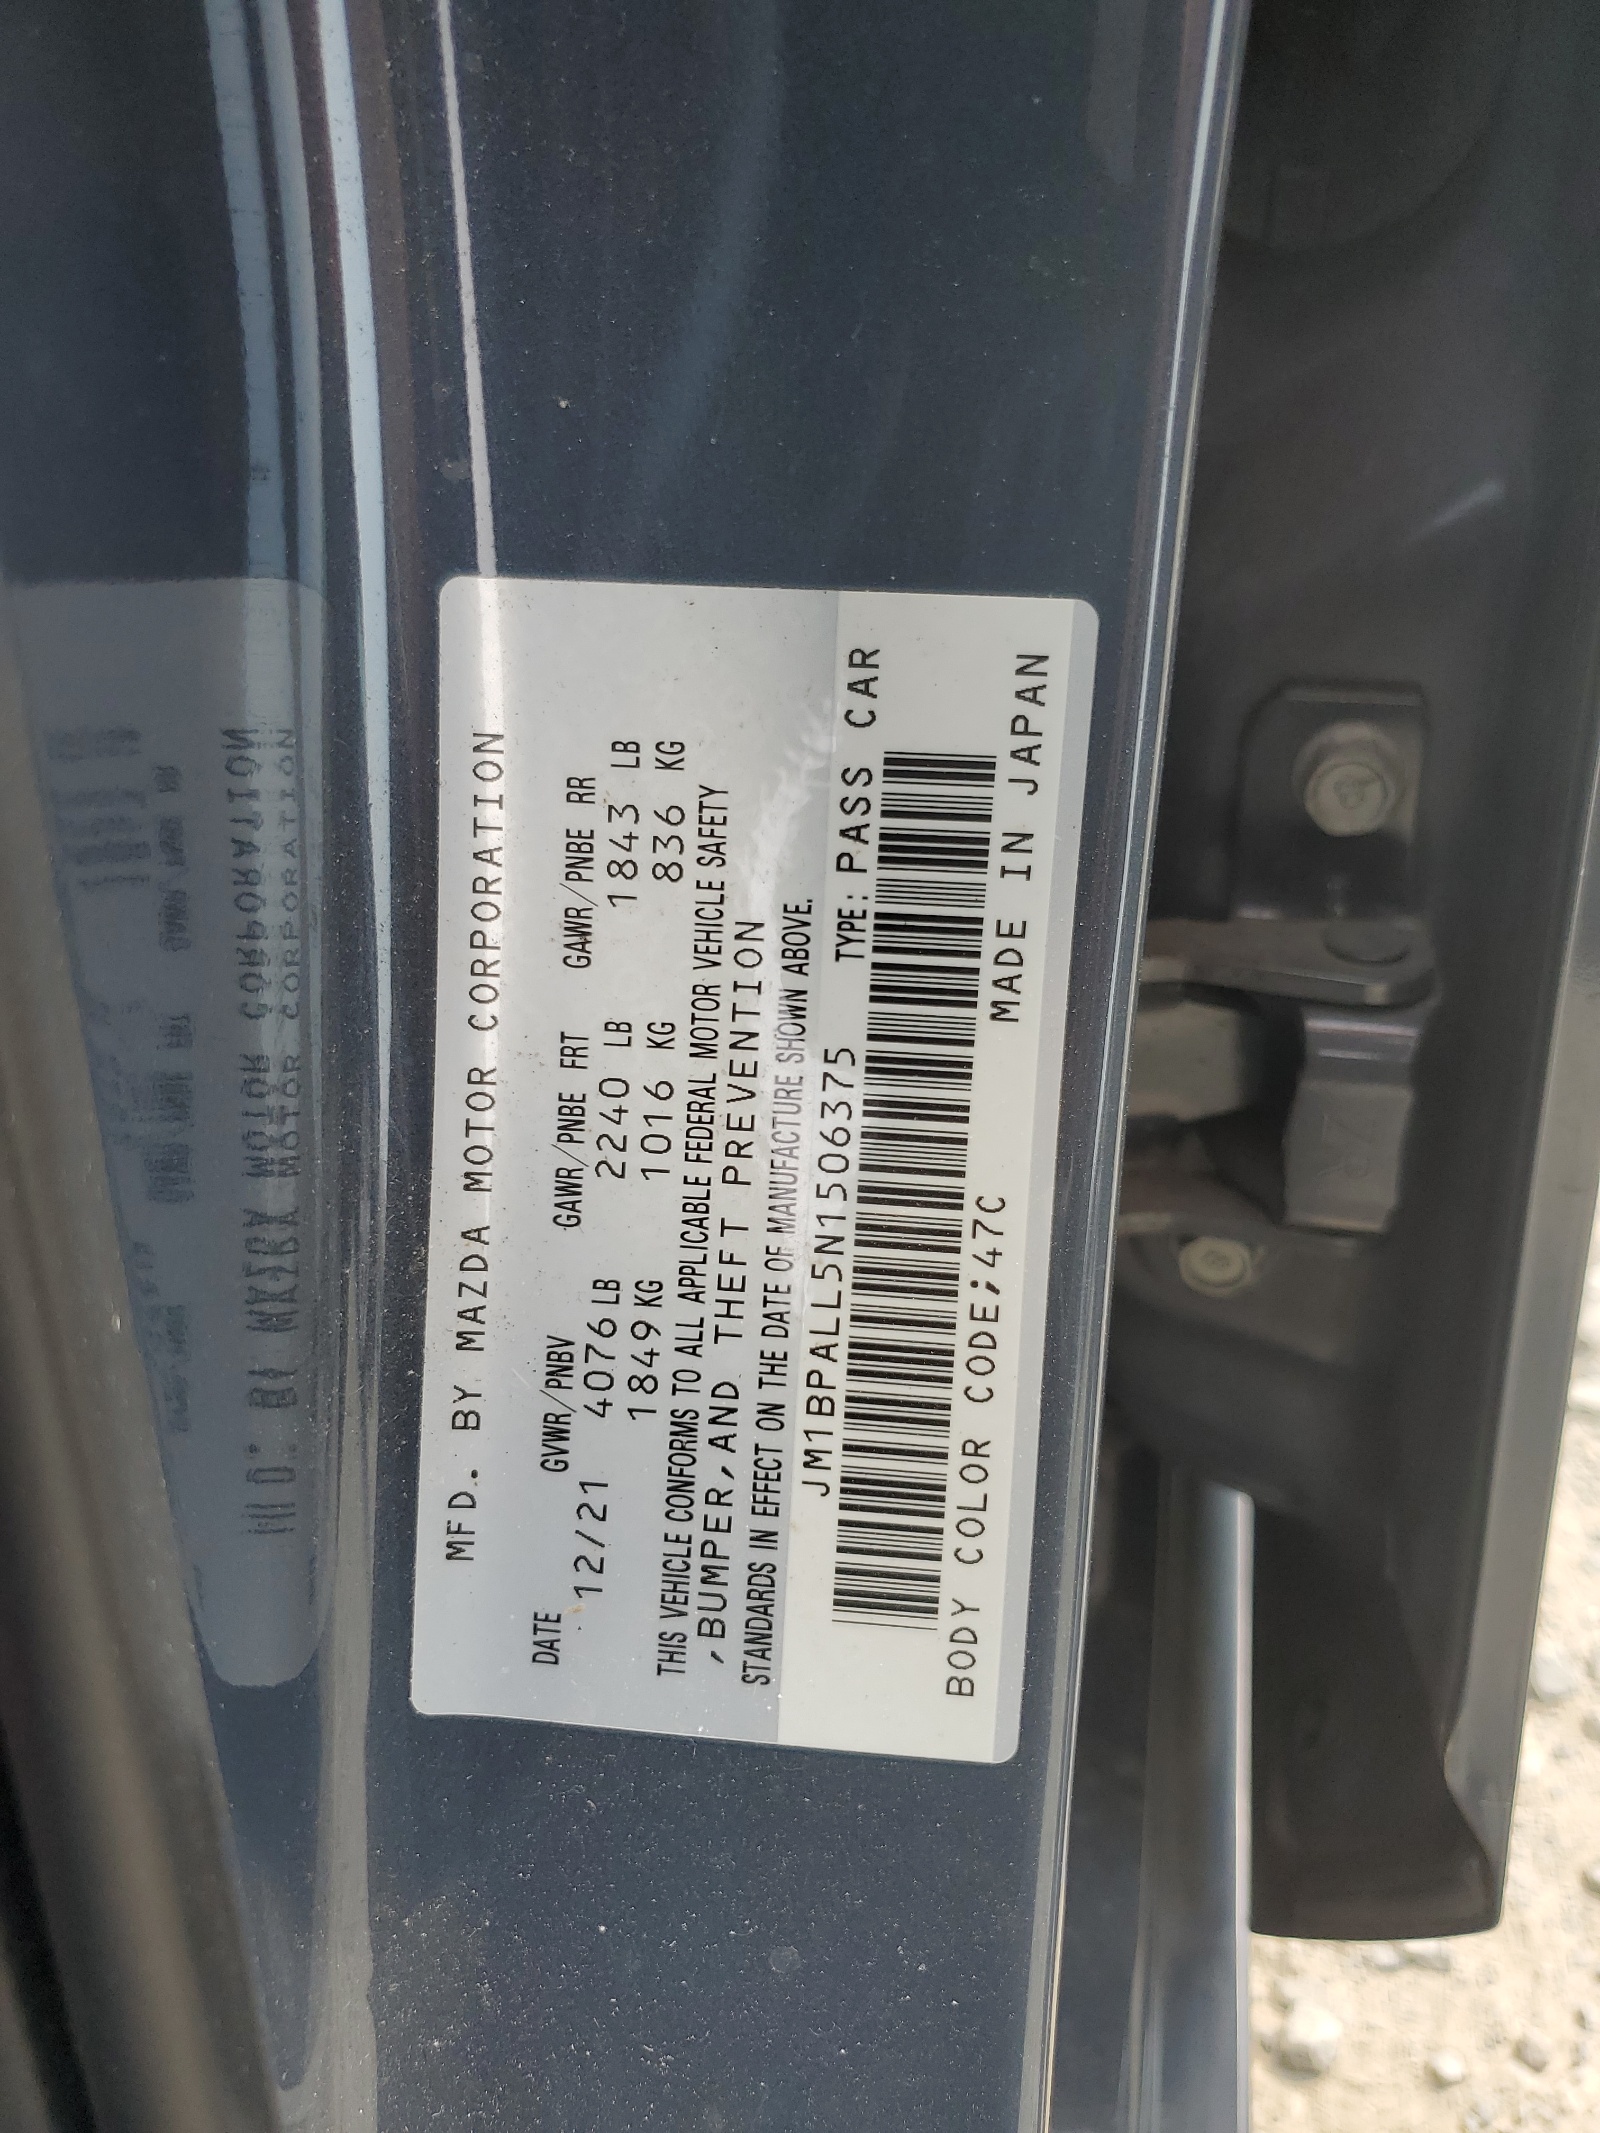 MFD. BY MAZDA MOTOR CORPORATION
DATE GVWR/PNBV GAWR/PNBE FRT GAWR/PNBE RR
12/21 4076 LB 2240 LB 1843 LB
1849 KG 1016 KG 836 KG
THIS VEHICLE CONFORMS TO ALL APPLICABLE FEDERAL MOTOR VEHICLE SAFETY
,BUMPER,AND THEFT PREVENTION
STANDARDS IN EFFECT ON THE DATE OF MANUFACTURE SHOWN ABOVE.
JM1BPALL5N1506375 TYPE: PASS CAR
BODY COLOR CODE;47C MADE IN JAPAN